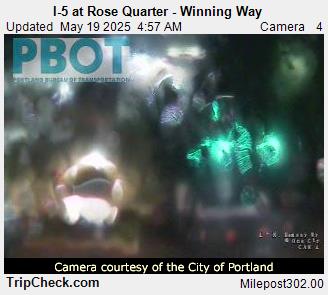 I-5 at Rose Quarter - Winning Way
Updated May 19 2025 4:57 AM Camera 4
PBOT
PORTLAND BUREAU OF TRANSPORTATION
Camera courtesy of the City of Portland
TripCheck.com Milepost302.00